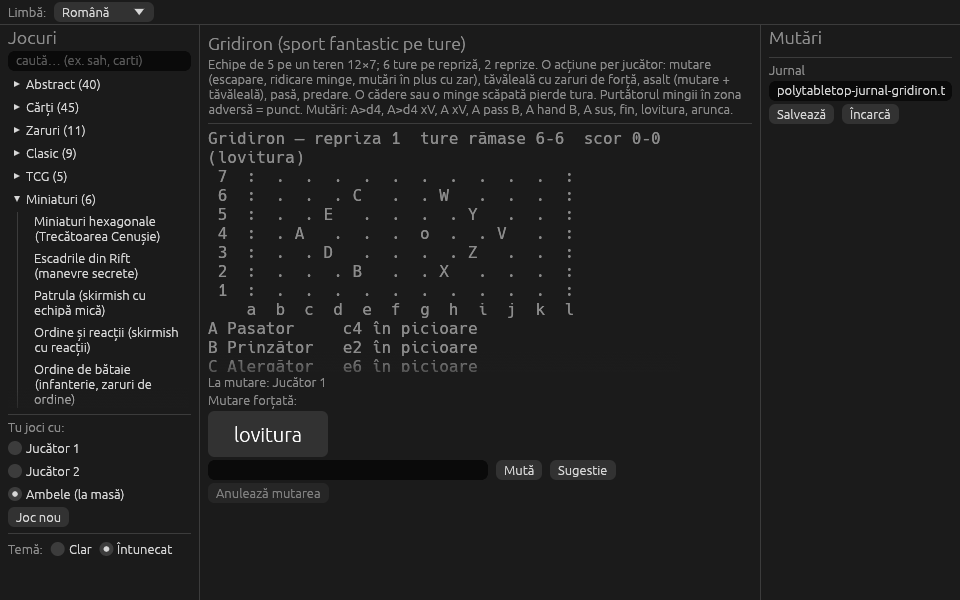 Limbă: Română
Jocuri
caută... (ex. sah, carti)
Abstract (40)
Cărți (45)
Zaruri (11)
Clasic (9)
TCG (5)
Miniaturi (6)
Miniaturi hexagonale
(Trecătoarea Cenușie)
Escadrile din Rift
(manevre secrete)
Patrula (skirmish cu
echipă mică)
Ordine și reacții (skirmish
cu reacții)
Ordine de bătaie
(infanterie, zaruri de
ordine)
Tu joci cu:
Jucător 1
Jucător 2
Ambele (la masă)
Joc nou
Temă: Clar Întunecat
Gridiron (sport fantastic pe ture)
Echipe de 5 pe un teren 12×7; 6 ture pe repriză, 2 reprize. O acțiune per jucător: mutare
(escapare, ridicare minge, mutări în plus cu zar), tăvăleală cu zaruri de forță, asalt (mutare +
tăvăleală), pasă, predare. O cădere sau o minge scăpată pierde tura. Purtătorul mingii în zona
adversă = punct. Mutări: A>d4, A>d4 xV, A xV, A pass B, A hand B, A sus, fin, lovitura, arunca.
Gridiron — repriza 1  ture rămase 6-6  scor 0-0
(lovitura)
7 : . . . . . . . . . . :
6 : . . . C . . W . . . :
5 : . . E . . . . Y . . :
4 : . A . . . o . . V . :
3 : . . D . . . . Z . . :
2 : . . . B . . X . . . :
1 : . . . . . . . . . . :
a b c d e f g h i j k l
A Pasator c4 în picioare
B Prinzător e2 în picioare
C Alergător e6 în picioare
La mutare: Jucător 1
Mutare forțată:
lovitura
Mută Sugestie
Anulează mutarea
Mutări
Jurnal
polytabletop-jurnal-gridiron.t
Salvează Încarcă